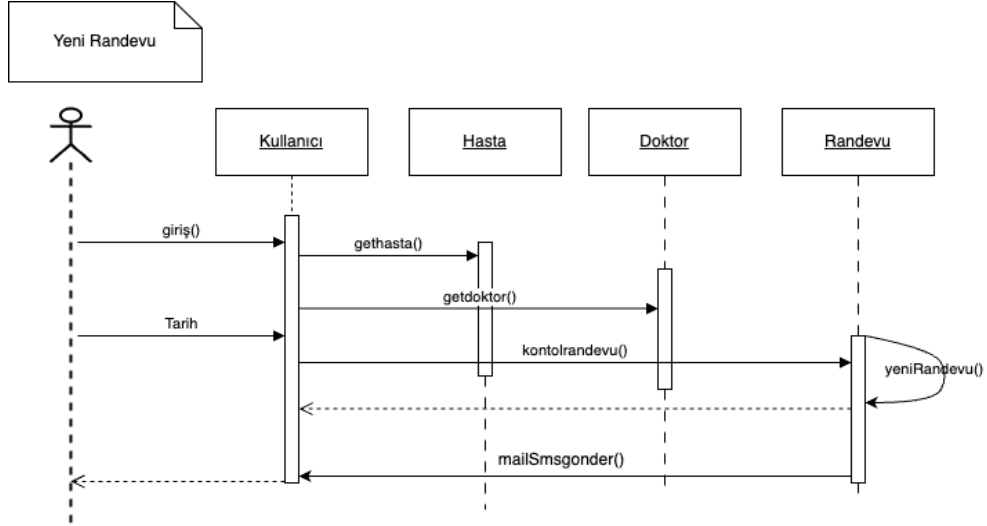 Yeni Randevu
Kullanıcı
Hasta
Doktor
Randevu
giriş()
gethasta()
getdoktor()
Tarih
kontolrandevu()
yeniRandevu()
mailSmsgonder()